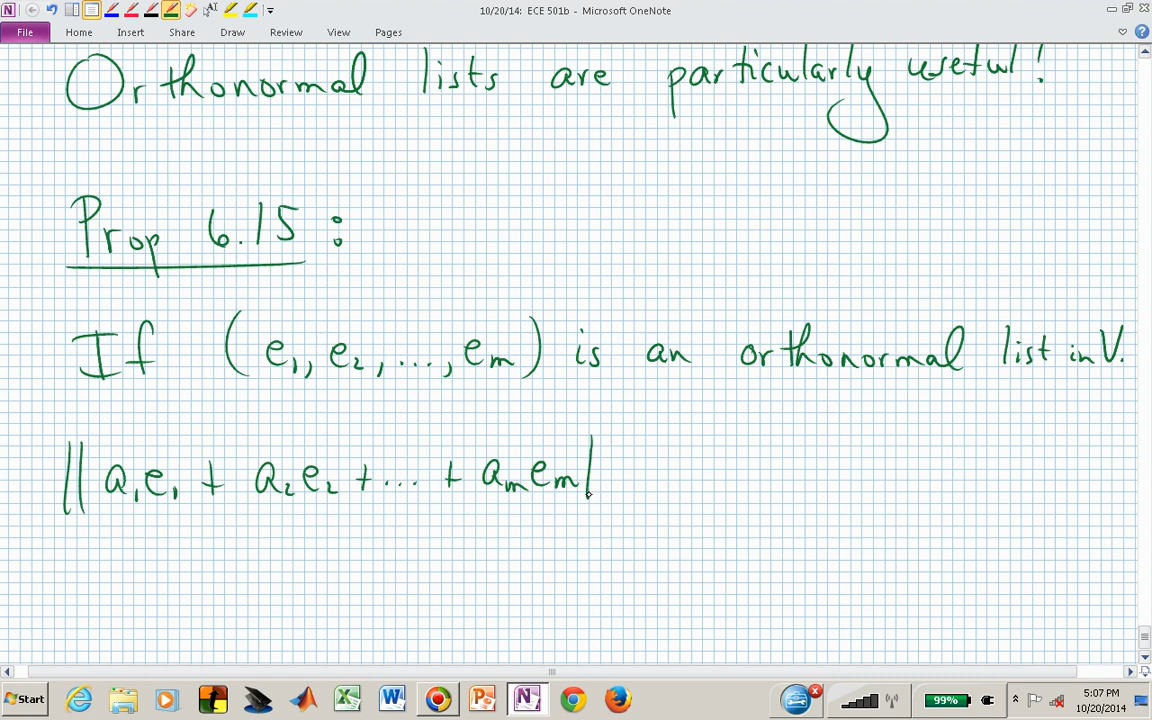 10/20/14: ECE 501b - Microsoft OneNote
File Home Insert Share Draw Review View Pages
Orthonormal lists are particularly useful!
Prop 6.15 :
If (e₁, e₂, ..., eₘ) is an orthonormal list in V.
|| a₁e₁ + a₂e₂ + ... + aₘeₘ|
Start
99%
5:07 PM
10/20/2014